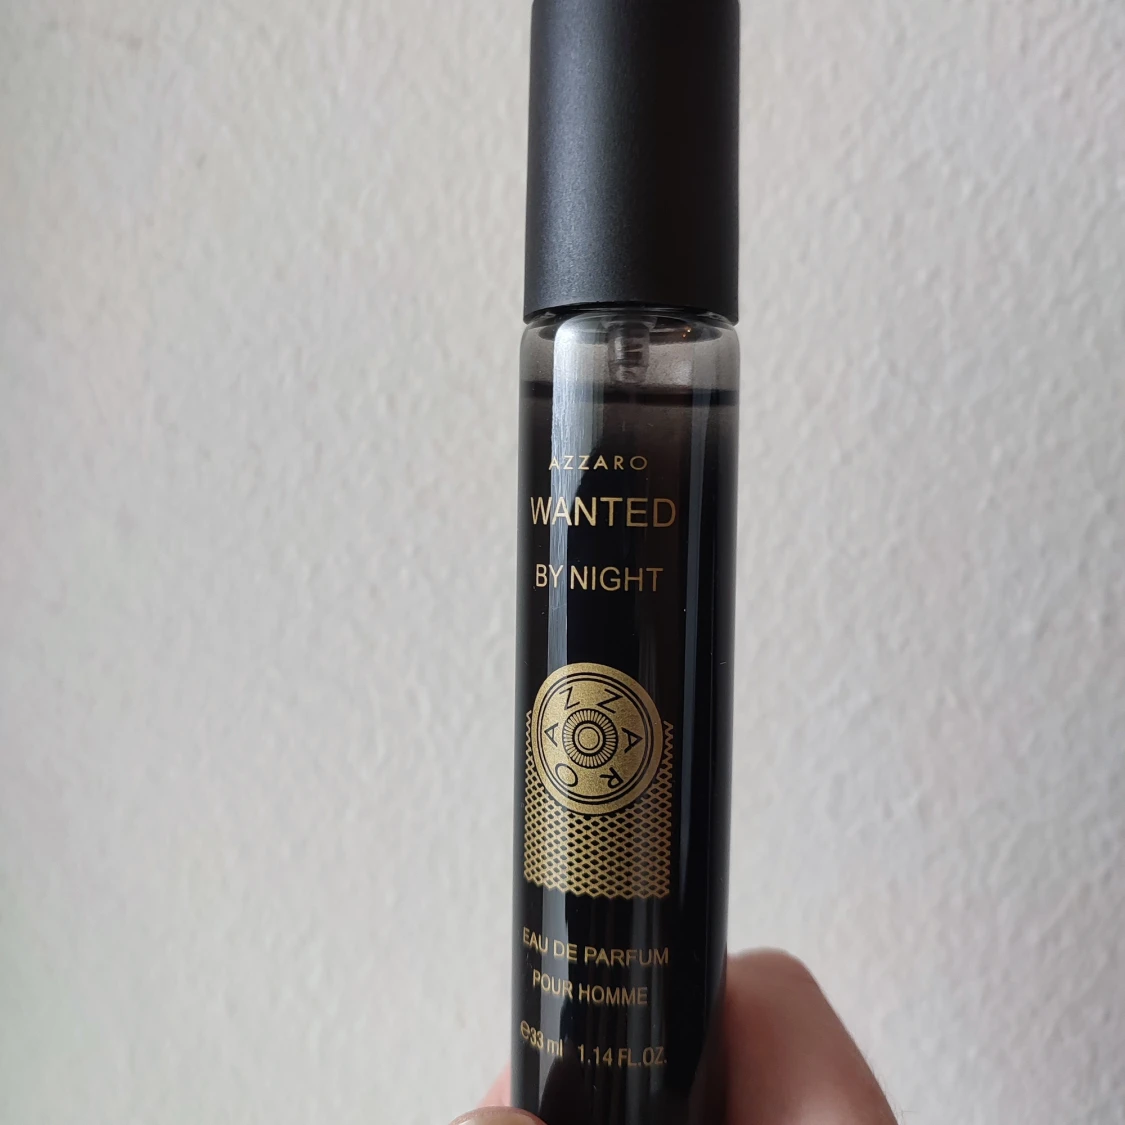 AZZARO
WANTED
BY NIGHT
AZZARO
EAU DE PARFUM
POUR HOMME
℮33 ml 1.14 FL.OZ.